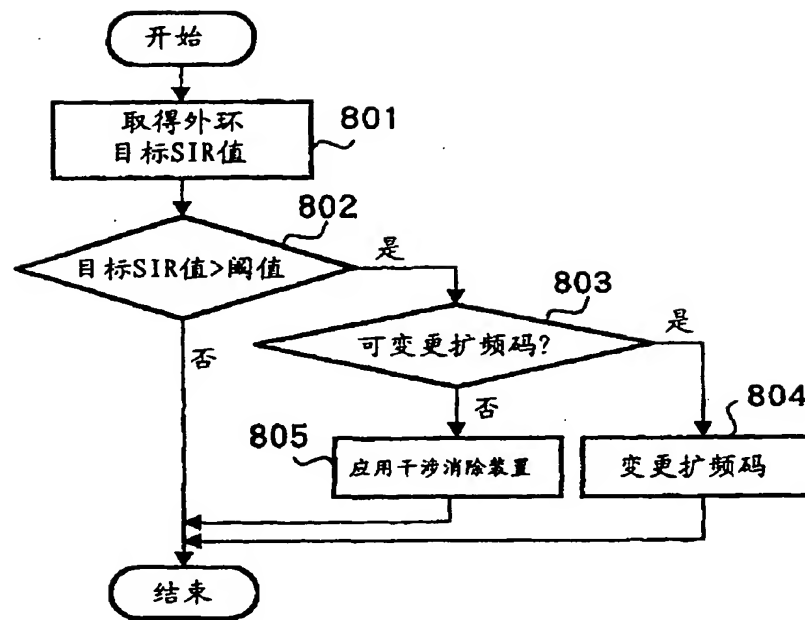 开始
取得外环
目标SIR值
801
802
目标SIR值>阈值
是
803
可变更扩频码?
是
否
否
804
805
应用干涉消除装置
变更扩频码
结束